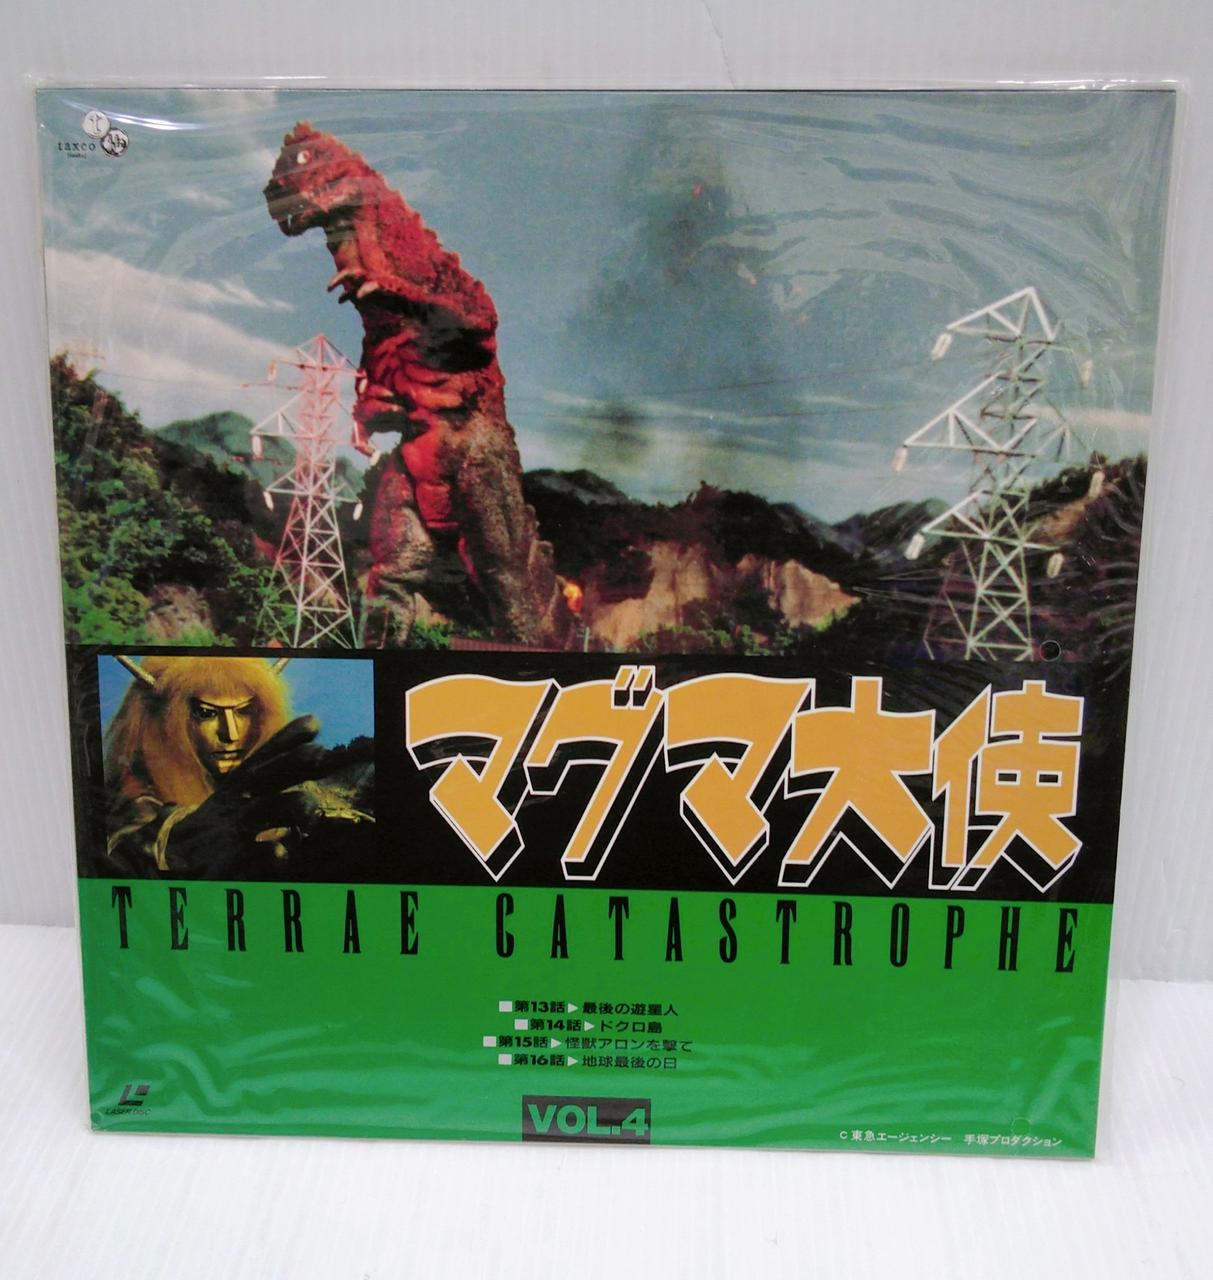 taxco
マグマ大使
TERRAE CATASTROPHE
■第13話▶最後の遊星人
■第14話▶ドクロ島
■第15話▶怪獣アロンを撃て
■第16話▶地球最後の日
LASER DISC
VOL.4
C 東急エージェンシー 手塚プロダクション